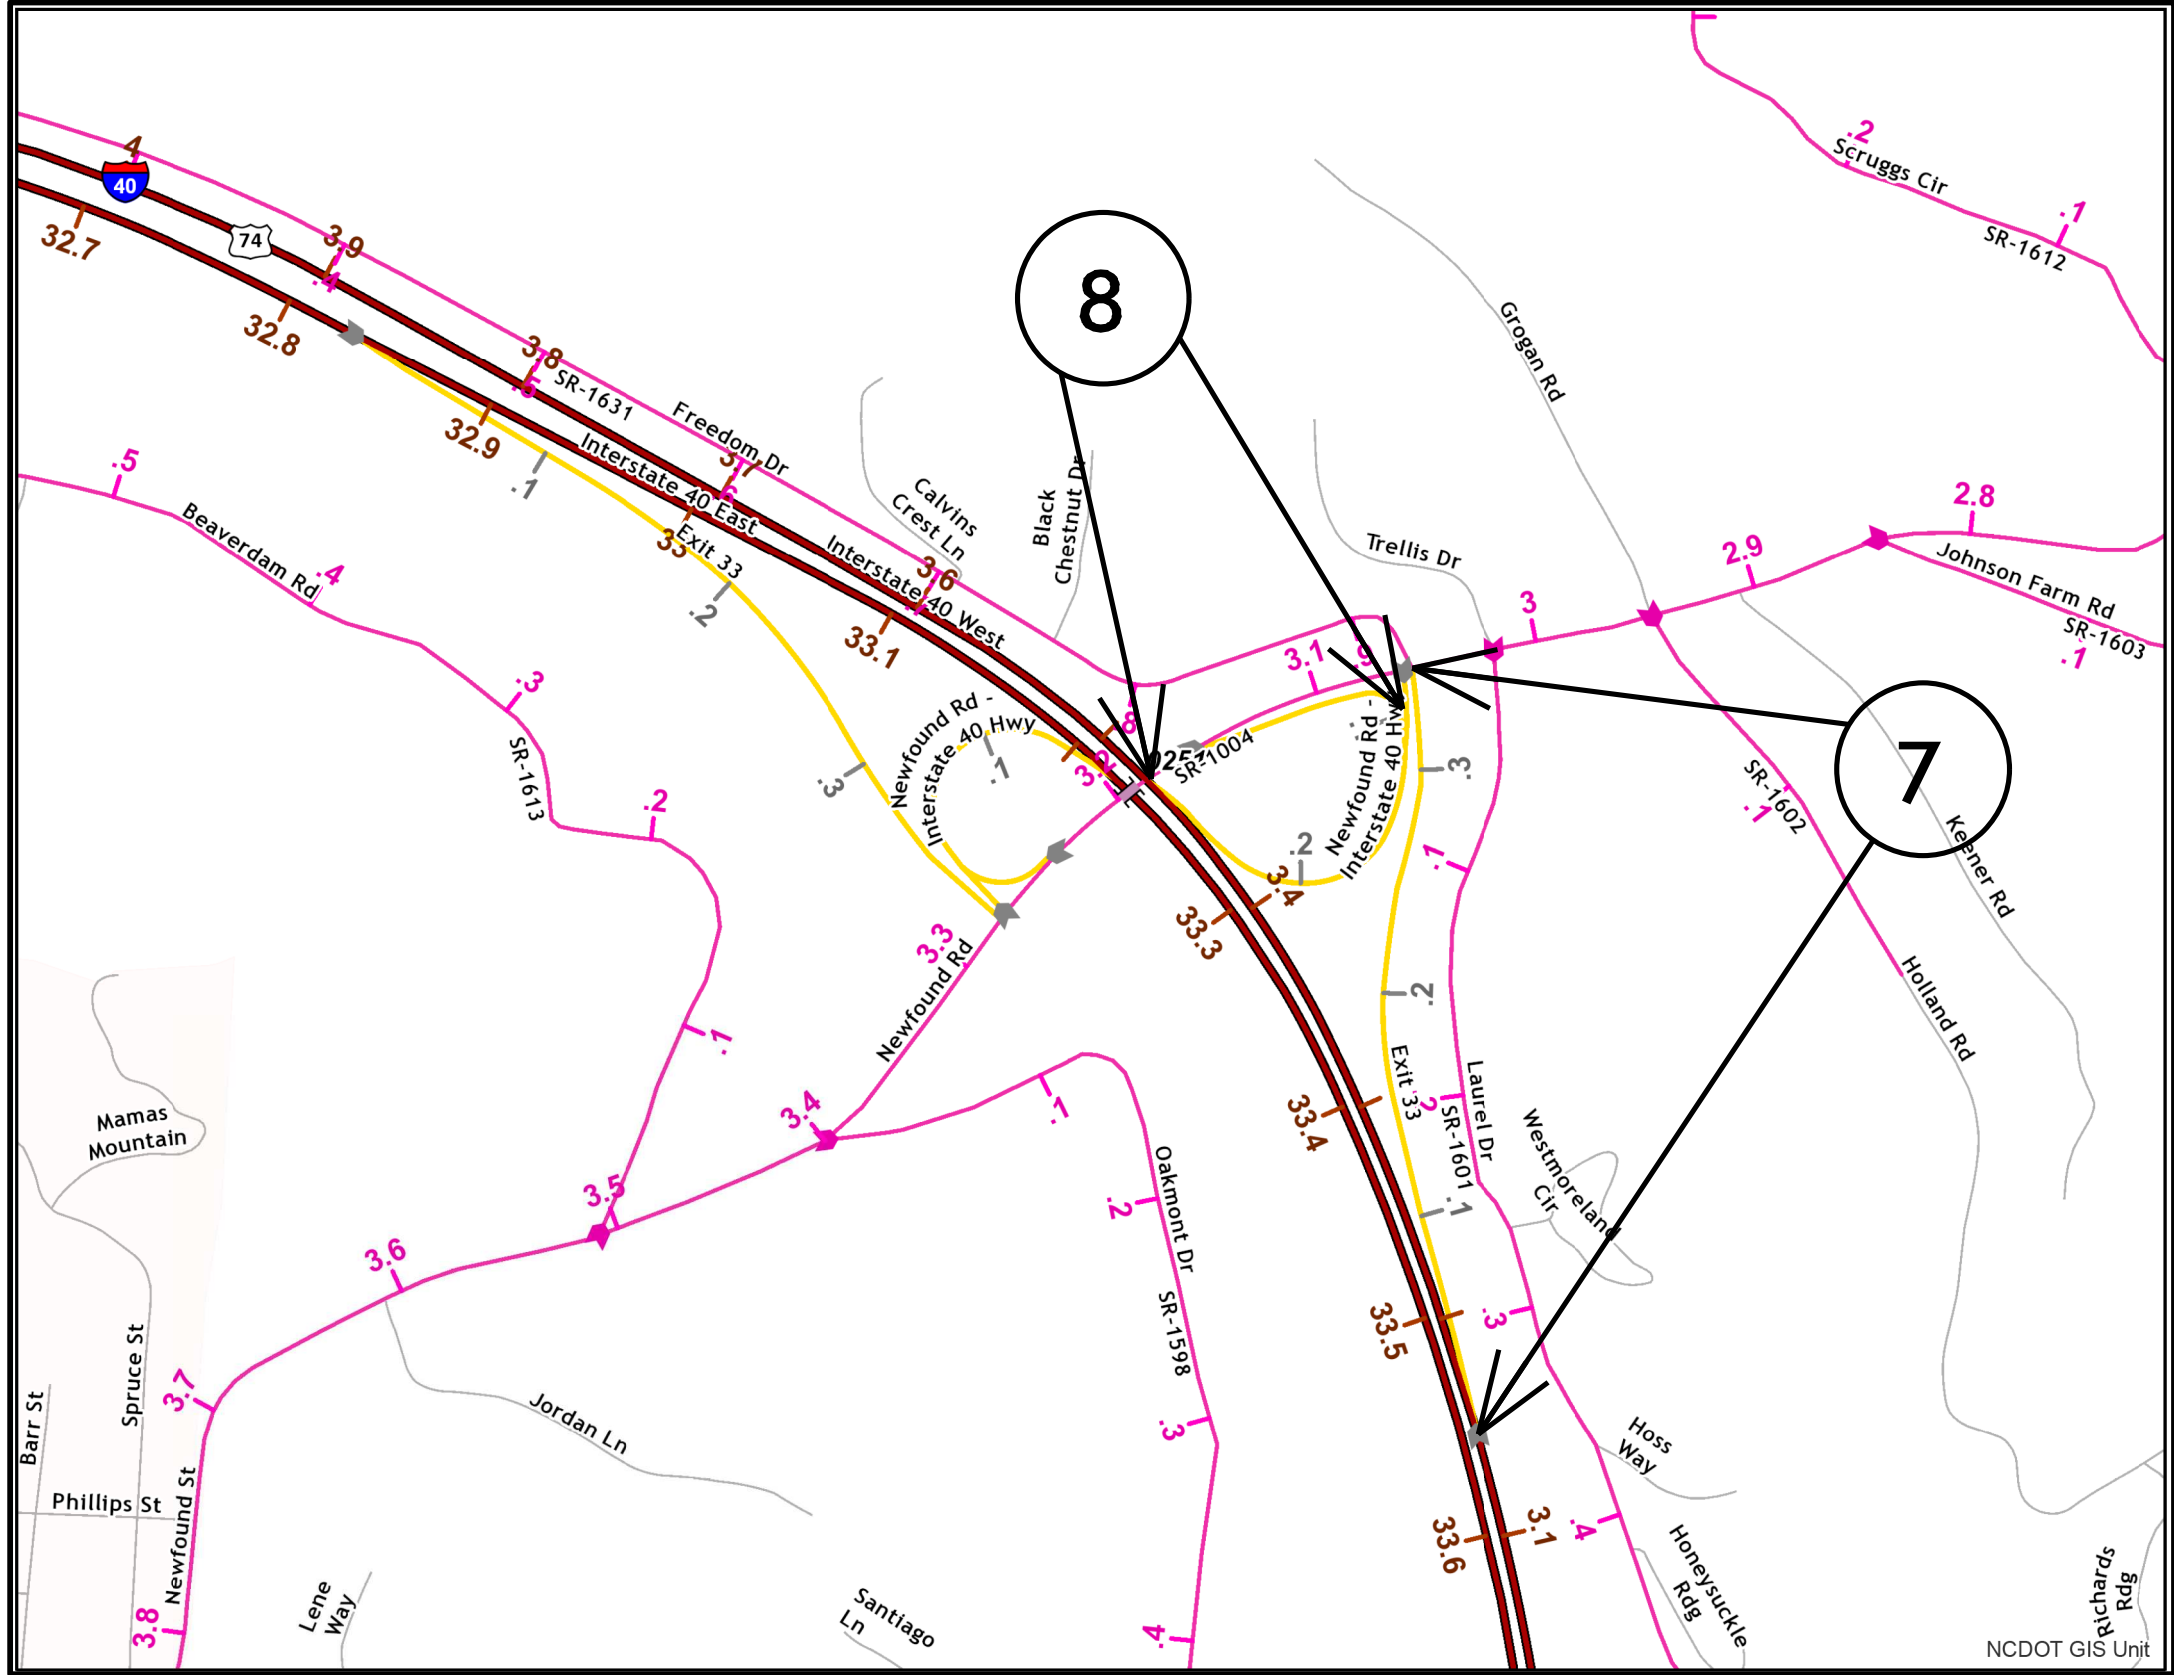 .2
Scruggs Cir
.1
SR-1612
4
40
74
3.9
.4
32.7
32.8
3.8
.5
SR-1631
Freedom Dr
3.7
32.9
.1
Interstate 40 East
33
Exit 33
.2
.5
Beaverdam Rd
.4
.3
SR-1613
.2
.1
8
Calvins
Crest Ln
Black
Chestnut Dr
3.6
Interstate 40 West
33.1
Grogan Rd
Trellis Dr
3.1
.9
3
2.9
2.8
Johnson Farm Rd
SR-1603
.1
7
Newfound Rd -
Interstate 40 Hwy
.1
.3
.8
3.2
SR-1004
Newfound Rd -
Interstate 40 Hwy
.3
.2
3.4
33.3
.1
SR-1602
.1
Keener Rd
Holland Rd
3.3
Newfound Rd
3.4
.1
.2
Exit 33
.2
Laurel Dr
SR-1601
Westmoreland
Cir
33.4
Oakmont Dr
.2
SR-1598
.1
.3
33.5
Mamas
Mountain
3.5
3.6
3.7
Spruce St
Barr St
Jordan Ln
.3
Hoss
Way
Phillips St
Newfound St
33.6
3.1
.4
Honeysuckle
Rdg
Richards
Rdg
3.8
Lene
Way
Santiago
Ln
.4
NCDOT GIS Unit